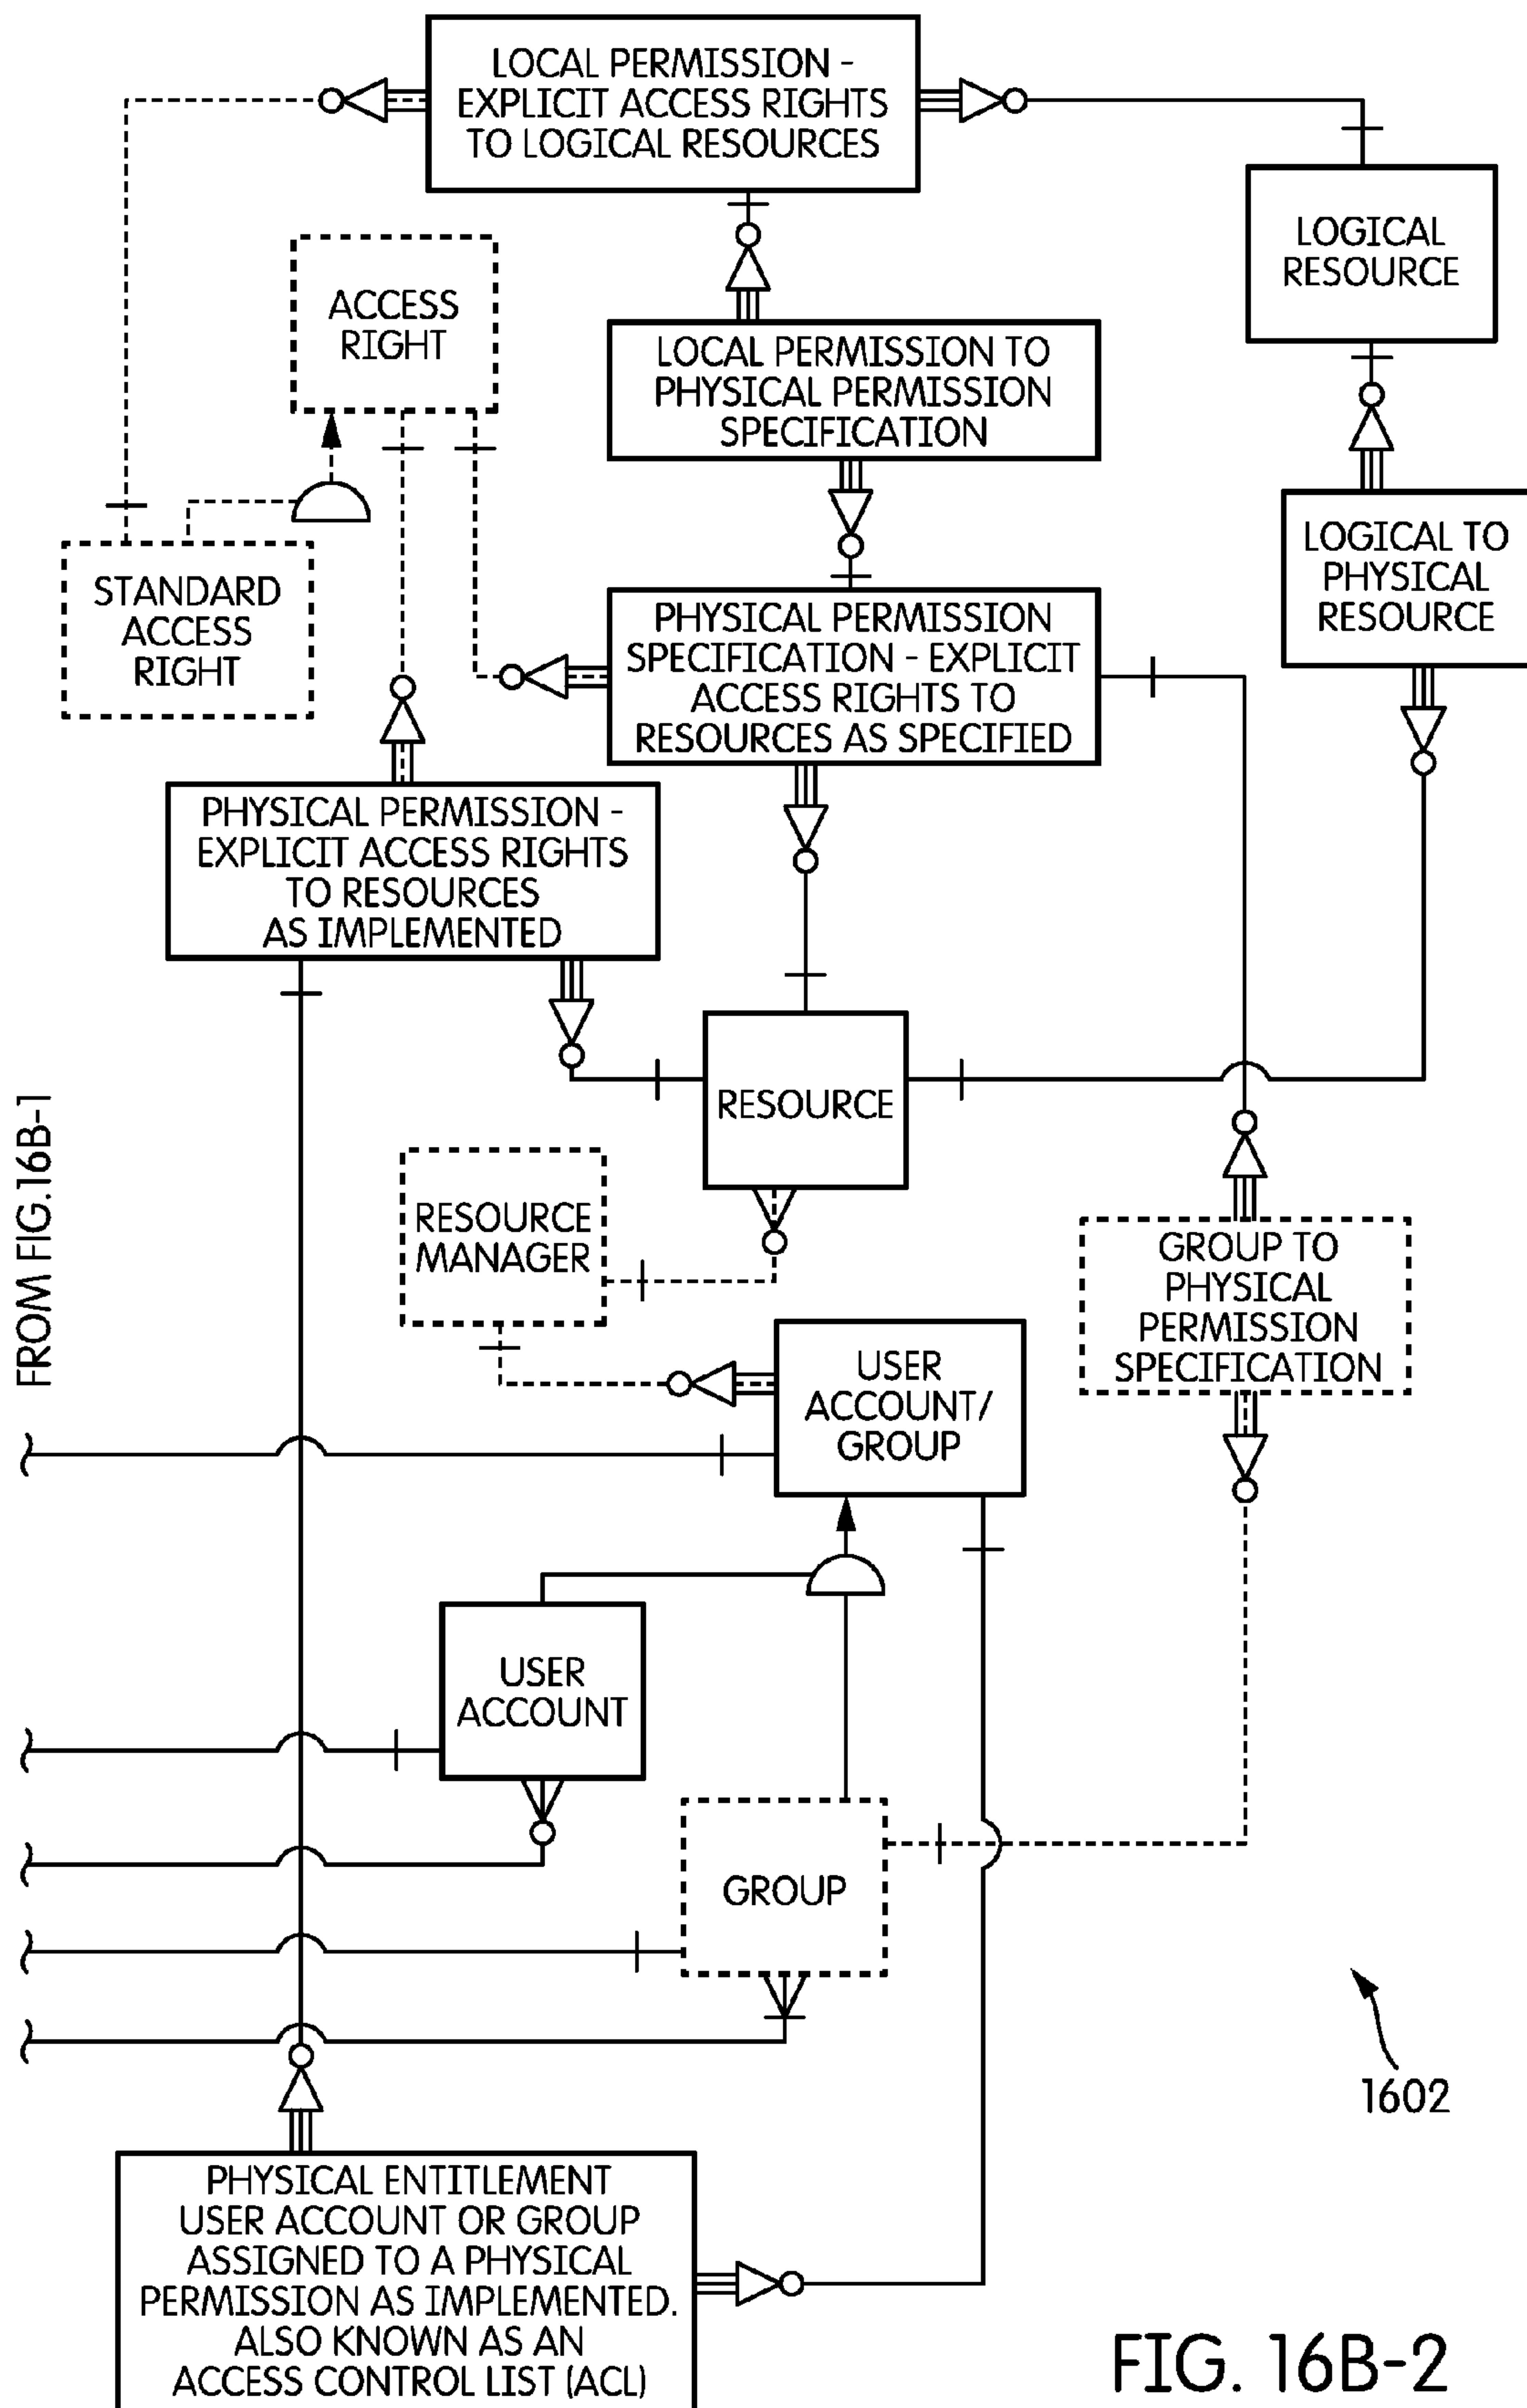 LOCAL PERMISSION -
EXPLICIT ACCESS RIGHTS
TO LOGICAL RESOURCES
LOGICAL
RESOURCE
ACCESS
RIGHT
LOCAL PERMISSION TO
PHYSICAL PERMISSION
SPECIFICATION
LOGICAL TO
PHYSICAL
RESOURCE
STANDARD
ACCESS
RIGHT
PHYSICAL PERMISSION
SPECIFICATION - EXPLICIT
ACCESS RIGHTS TO
RESOURCES AS SPECIFIED
PHYSICAL PERMISSION -
EXPLICIT ACCESS RIGHTS
TO RESOURCES
AS IMPLEMENTED
RESOURCE
FROM FIG.16B-1
RESOURCE
MANAGER
GROUP TO
PHYSICAL
PERMISSION
SPECIFICATION
USER
ACCOUNT/
GROUP
USER
ACCOUNT
GROUP
1602
PHYSICAL ENTITLEMENT
USER ACCOUNT OR GROUP
ASSIGNED TO A PHYSICAL
PERMISSION AS IMPLEMENTED.
ALSO KNOWN AS AN
ACCESS CONTROL LIST (ACL)
FIG. 16B-2